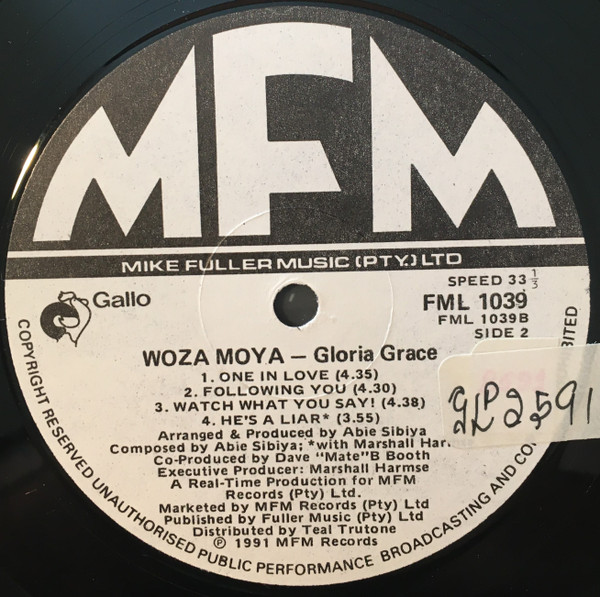 MFM
MIKE FULLER MUSIC (PTY.) LTD
Gallo
SPEED 33 1/3
FML 1039
FML 1039B
SIDE 2
WOZA MOYA — Gloria Grace
1. ONE IN LOVE (4.35)
2. FOLLOWING YOU (4.30)
3. WATCH WHAT YOU SAY! (4.38)
4. HE'S A LIAR* (3.55)
Arranged & Produced by Abie Sibiya
Composed by Abie Sibiya; *with Marshall
Co-Produced by Dave "Mate"B Booth
Executive Producer: Marshall Harmse
A Real-Time Production for MFM
Records (Pty) Ltd.
Marketed by MFM Records (Pty) Ltd
Published by Fuller Music (Pty) Ltd
Distributed by Teal Trutone
℗ 1991 MFM Records
COPYRIGHT RESERVED UNAUTHORISED PUBLIC PERFORMANCE BROADCASTING AND
GLP 2591